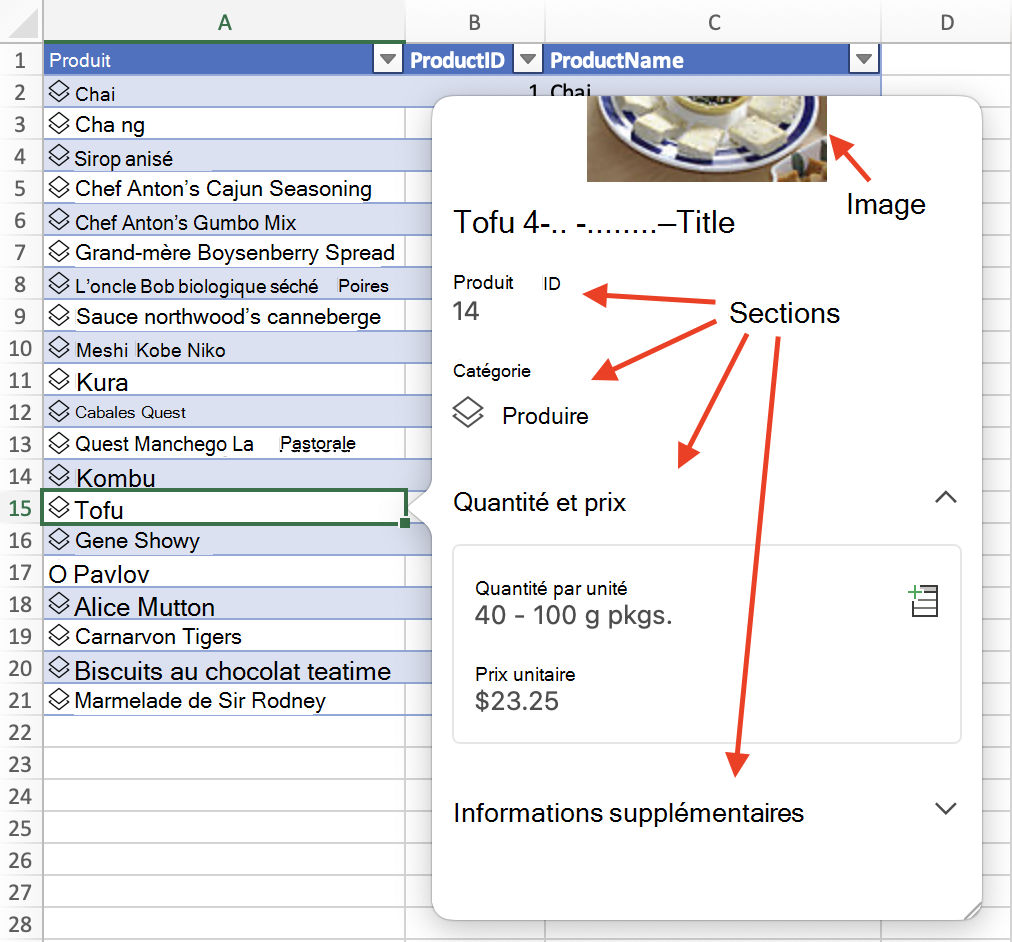 A B C D
1 Produit ProductID ProductName
2 Chai 1 Chai
3 Cha ng
4 Sirop anisé
5 Chef Anton’s Cajun Seasoning
6 Chef Anton’s Gumbo Mix
7 Grand-mère Boysenberry Spread
8 L’oncle Bob biologique séché Poires
9 Sauce northwood’s canneberge
10 Meshi Kobe Niko
11 Kura
12 Cabales Quest
13 Quest Manchego La Pastorale
14 Kombu
15 Tofu
16 Gene Showy
17 O Pavlov
18 Alice Mutton
19 Carnarvon Tigers
20 Biscuits au chocolat teatime
21 Marmelade de Sir Rodney
22
23
24
25
26
27
28
Image
Tofu 4-.. -........–Title
Produit ID
14
Sections
Catégorie
Produire
Quantité et prix
Quantité par unité
40 - 100 g pkgs.
Prix unitaire
$23.25
Informations supplémentaires